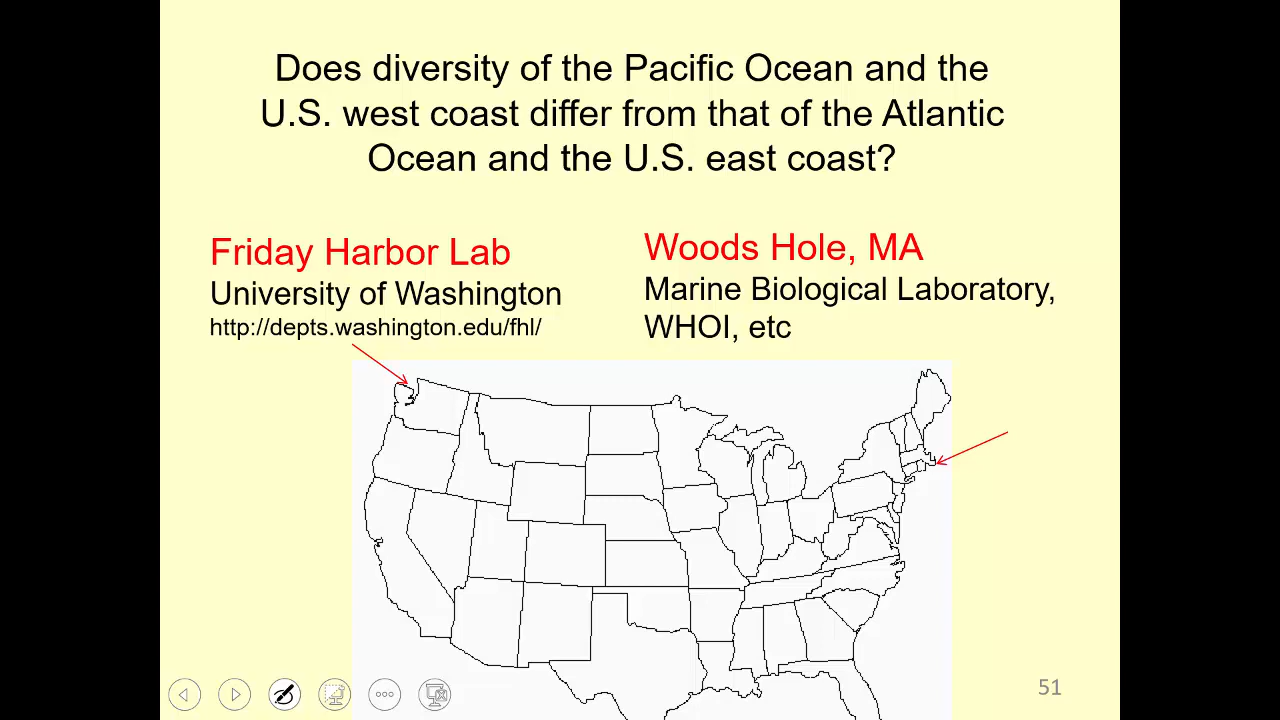 Does diversity of the Pacific Ocean and the
U.S. west coast differ from that of the Atlantic
Ocean and the U.S. east coast?
Friday Harbor Lab
University of Washington
http://depts.washington.edu/fhl/
Woods Hole, MA
Marine Biological Laboratory,
WHOI, etc
51